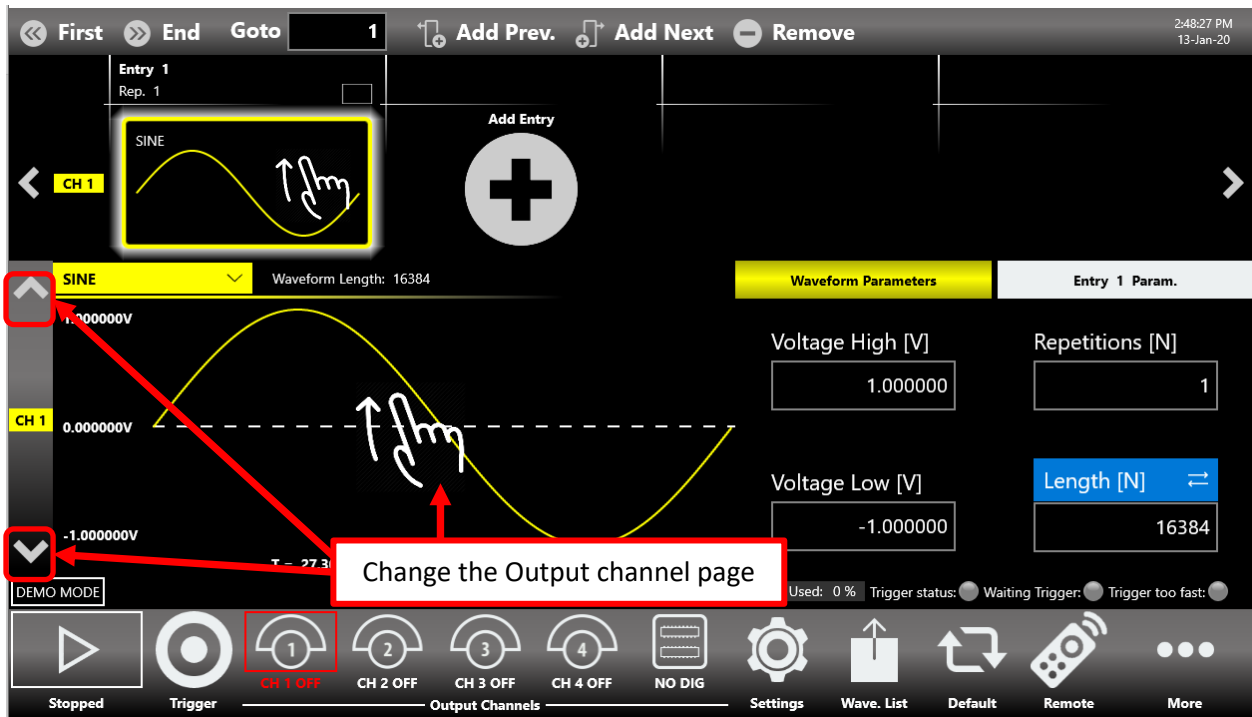 First End Goto 1 Add Prev. Add Next Remove 2:48:27 PM
13-Jan-20
Entry 1
Rep. 1
Add Entry
SINE
CH 1
SINE Waveform Length: 16384 Waveform Parameters Entry 1 Param.
1.000000V
Voltage High [V] Repetitions [N]
1.000000 1
CH 1 0.000000V
Voltage Low [V] Length [N]
-1.000000 16384
-1.000000V
Change the Output channel page
DEMO MODE Used: 0 % Trigger status: Waiting Trigger: Trigger too fast:
1 2 3 4
CH 1 OFF CH 2 OFF CH 3 OFF CH 4 OFF NO DIG
Stopped Trigger Output Channels Settings Wave. List Default Remote More